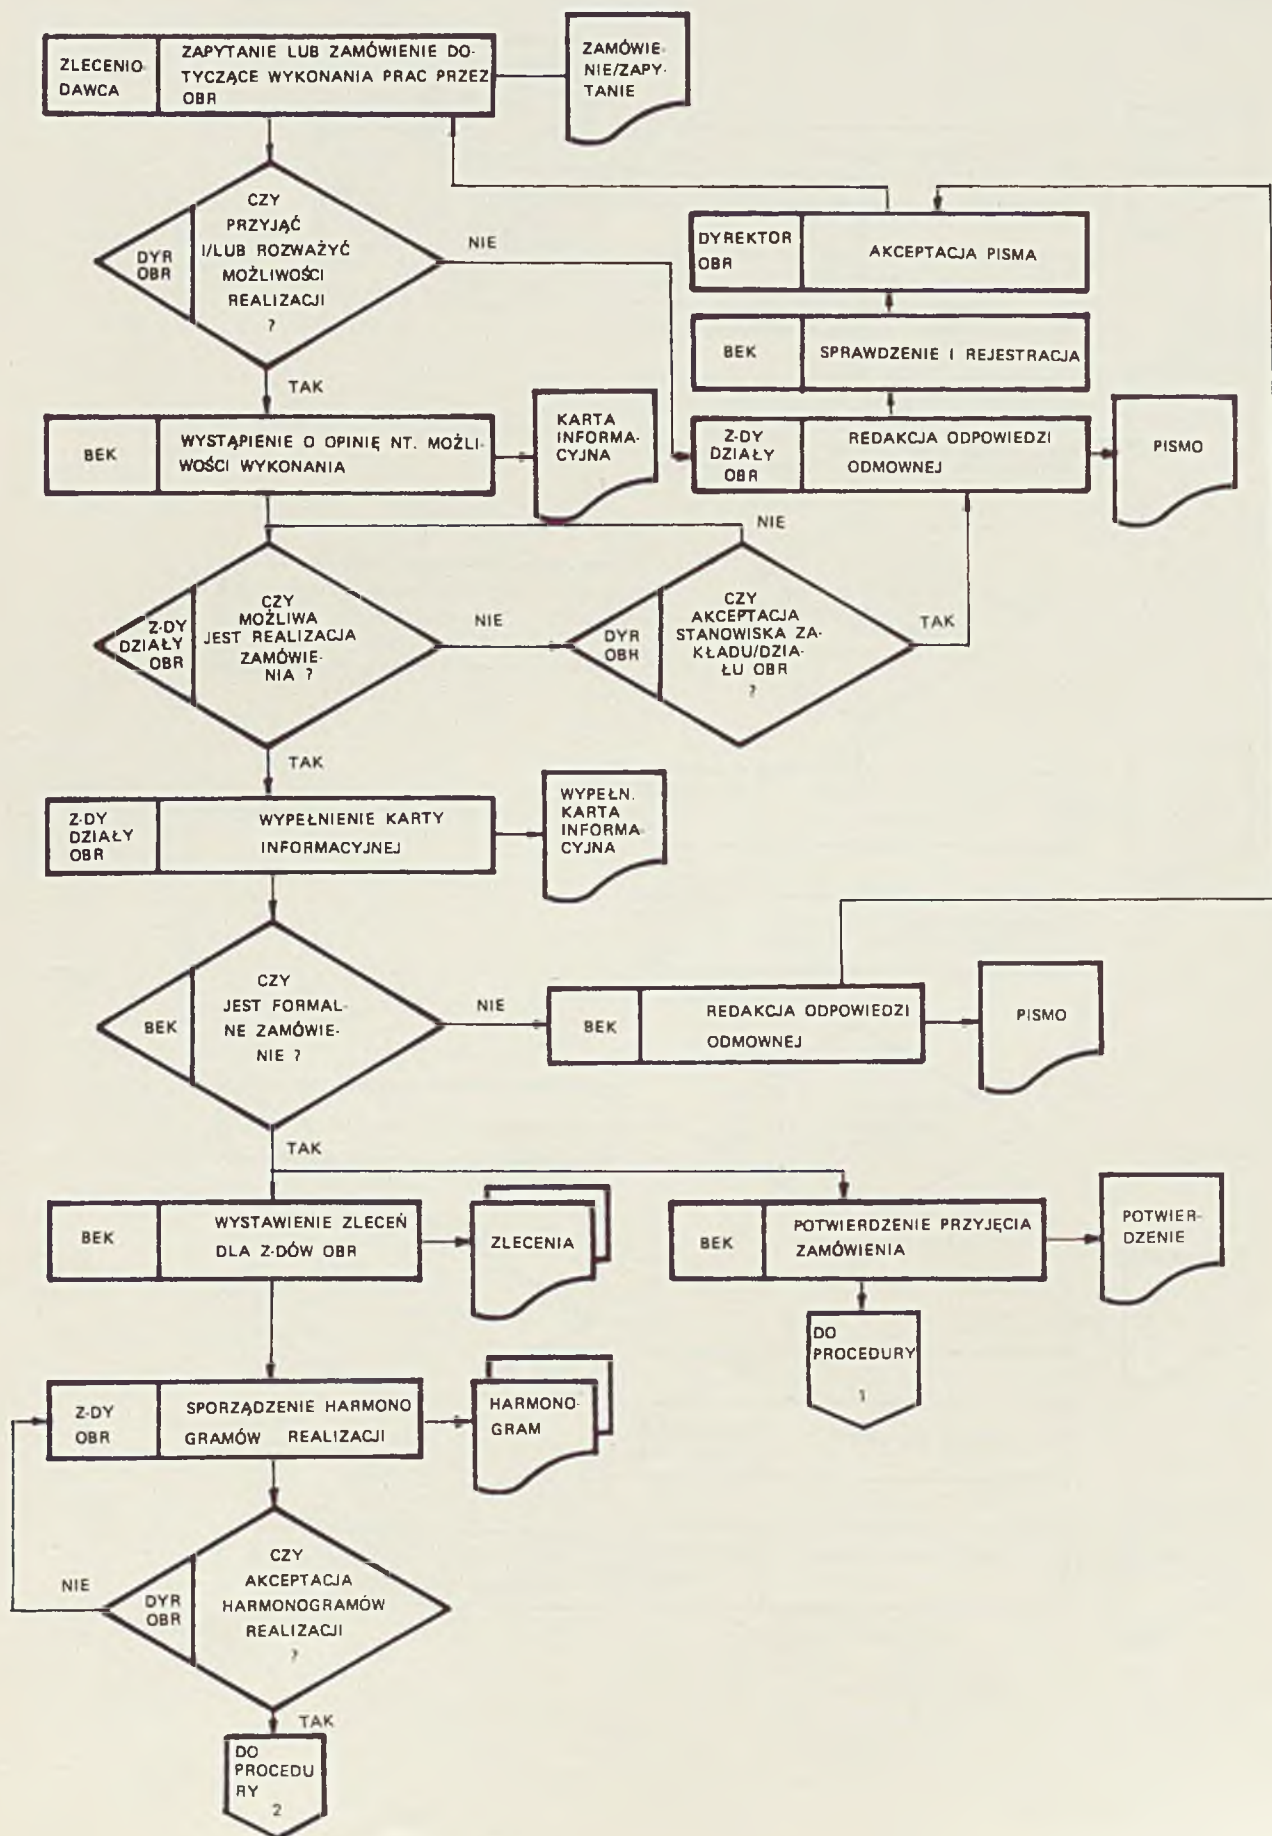 ZLECENIO
DAWCA
ZAPYTANIE LUB ZAMÓWIENIE DO-
TYCZĄCE WYKONANIA PRAC PRZEZ
OBR
ZAMÓWIE-
NIE/ZAPY-
TANIE
CZY
PRZYJĄĆ
I/LUB ROZWAŻYĆ
MOŻLIWOŚCI
REALIZACJI
?
DYR
OBR
NIE
TAK
DYREKTOR
OBR
AKCEPTACJA PISMA
BEK
SPRAWDZENIE I REJESTRACJA
Z-DY
DZIAŁY
OBR
REDAKCJA ODPOWIEDZI
ODMOWNEJ
PISMO
BEK
WYSTĄPIENIE O OPINIĘ NT. MOŻLI-
WOŚCI WYKONANIA
KARTA
INFORMA-
CYJNA
NIE
Z-DY
DZIAŁY
OBR
CZY
MOŻLIWA
JEST REALIZACJA
ZAMÓWIE-
NIA ?
NIE
DYR
OBR
CZY
AKCEPTACJA
STANOWISKA ZA-
KŁADU/DZIA-
ŁU OBR
?
TAK
TAK
Z-DY
DZIAŁY
OBR
WYPEŁNIENIE KARTY
INFORMACYJNEJ
WYPEŁN.
KARTA
INFORMA-
CYJNA
BEK
CZY
JEST FORMAL-
NE ZAMÓWIE-
NIE ?
NIE
BEK
REDAKCJA ODPOWIEDZI
ODMOWNEJ
PISMO
TAK
BEK
WYSTAWIENIE ZLECEŃ
DLA Z-DÓW OBR
ZLECENIA
BEK
POTWIERDZENIE PRZYJĘCIA
ZAMÓWIENIA
POTWIER-
DZENIE
DO
PROCEDURY
1
Z-DY
OBR
SPORZĄDZENIE HARMONO
GRAMÓW REALIZACJI
HARMONO-
GRAM
NIE
DYR
OBR
CZY
AKCEPTACJA
HARMONOGRAMÓW
REALIZACJI
?
TAK
DO
PROCEDU
RY
2